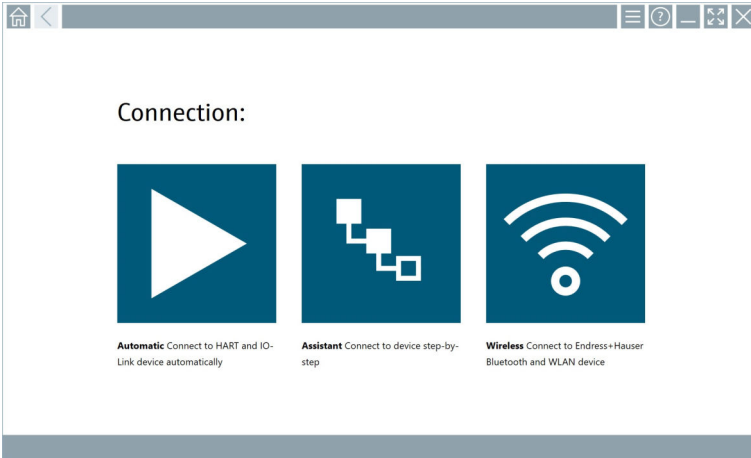 ?
Connection:
Automatic Connect to HART and IO-
Link device automatically
Assistant Connect to device step-by-
step
Wireless Connect to Endress+Hauser
Bluetooth and WLAN device